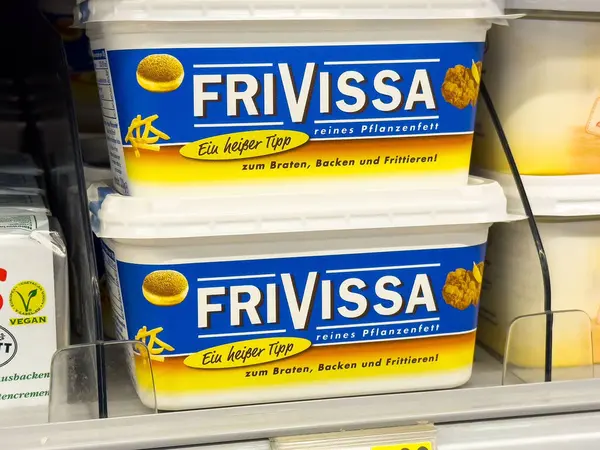 FRIVISSA
reines Pflanzenfett
Ein heißer Tipp
zum Braten, Backen und Frittieren!
FRIVISSA
reines Pflanzenfett
Ein heißer Tipp
zum Braten, Backen und Frittieren!
VEGAN